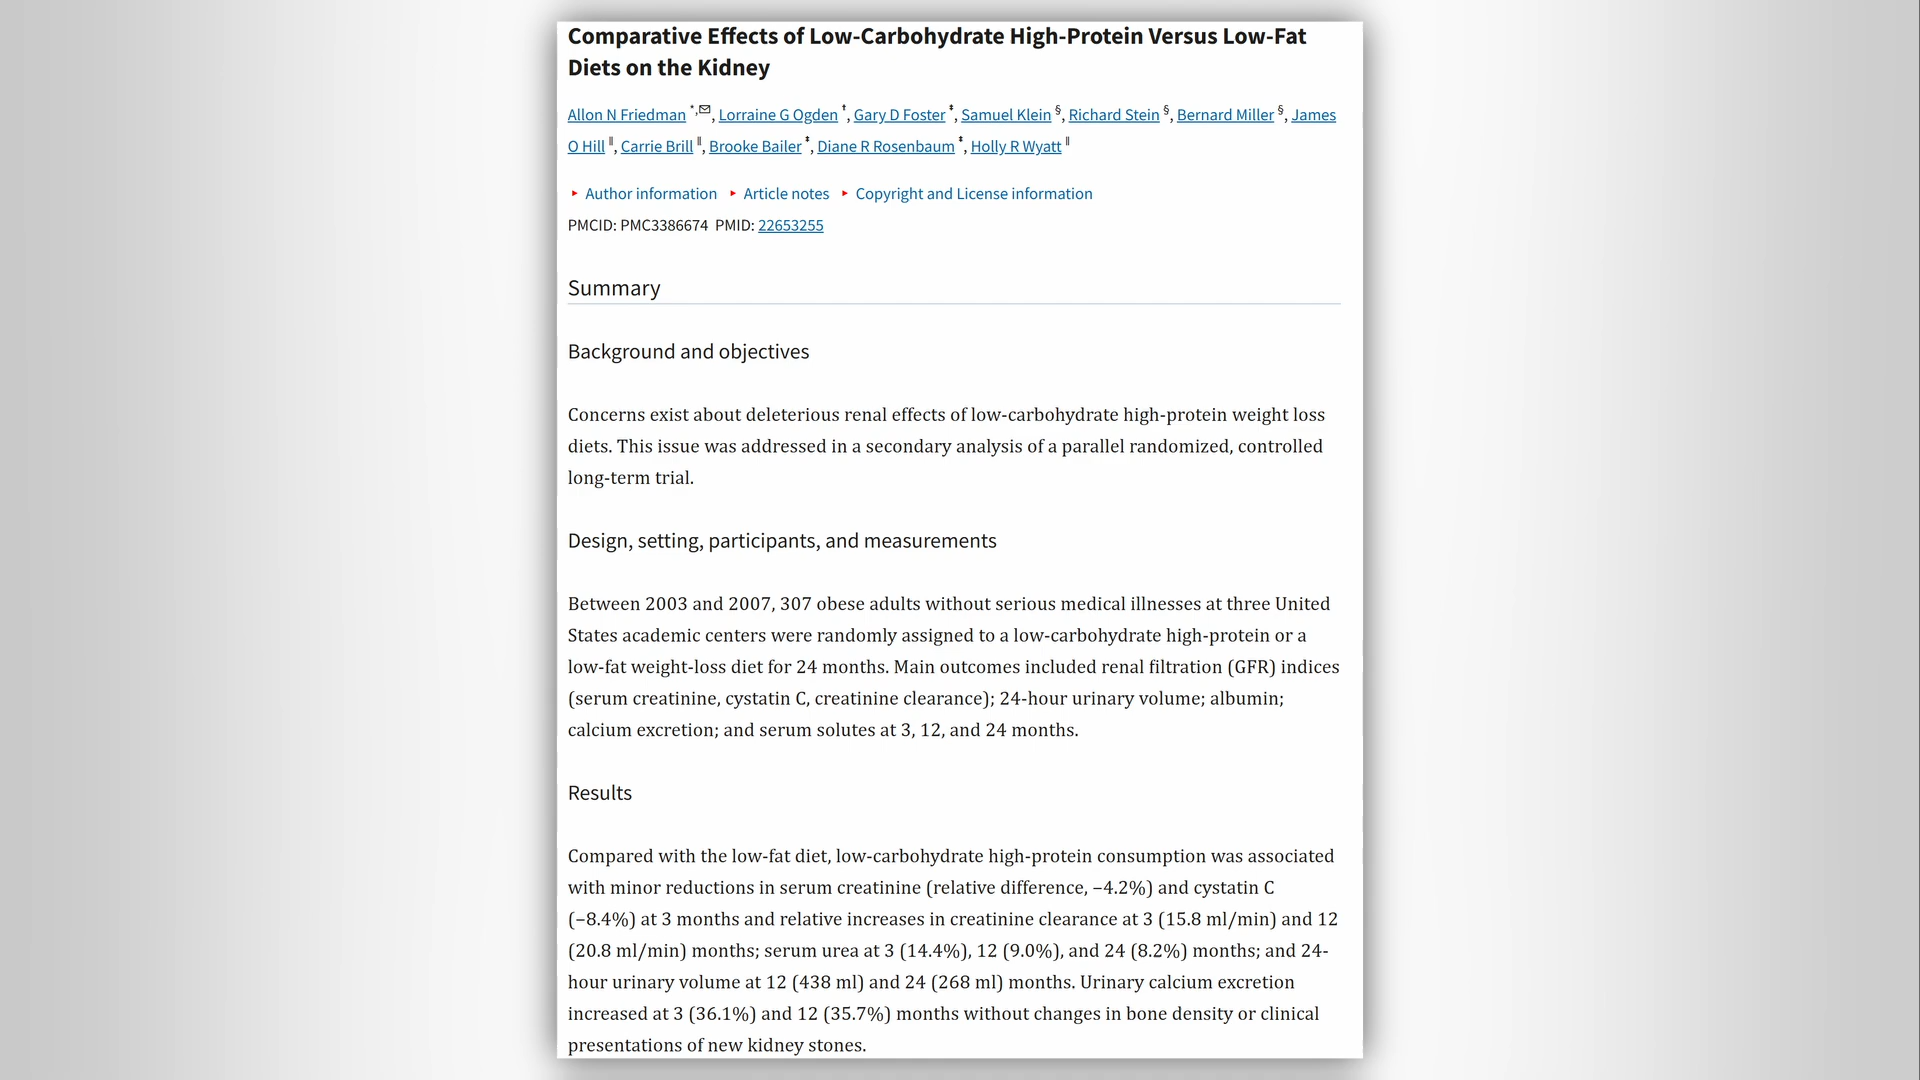 Comparative Effects of Low-Carbohydrate High-Protein Versus Low-Fat
Diets on the Kidney
Allon N Friedman *,✉, Lorraine G Ogden †, Gary D Foster ‡, Samuel Klein §, Richard Stein §, Bernard Miller §, James
O Hill ‖, Carrie Brill ‖, Brooke Bailer ‡, Diane R Rosenbaum ‡, Holly R Wyatt ‖
▸ Author information ▸ Article notes ▸ Copyright and License information
PMCID: PMC3386674 PMID: 22653255
Summary
Background and objectives
Concerns exist about deleterious renal effects of low-carbohydrate high-protein weight loss
diets. This issue was addressed in a secondary analysis of a parallel randomized, controlled
long-term trial.
Design, setting, participants, and measurements
Between 2003 and 2007, 307 obese adults without serious medical illnesses at three United
States academic centers were randomly assigned to a low-carbohydrate high-protein or a
low-fat weight-loss diet for 24 months. Main outcomes included renal filtration (GFR) indices
(serum creatinine, cystatin C, creatinine clearance); 24-hour urinary volume; albumin;
calcium excretion; and serum solutes at 3, 12, and 24 months.
Results
Compared with the low-fat diet, low-carbohydrate high-protein consumption was associated
with minor reductions in serum creatinine (relative difference, −4.2%) and cystatin C
(−8.4%) at 3 months and relative increases in creatinine clearance at 3 (15.8 ml/min) and 12
(20.8 ml/min) months; serum urea at 3 (14.4%), 12 (9.0%), and 24 (8.2%) months; and 24-
hour urinary volume at 12 (438 ml) and 24 (268 ml) months. Urinary calcium excretion
increased at 3 (36.1%) and 12 (35.7%) months without changes in bone density or clinical
presentations of new kidney stones.